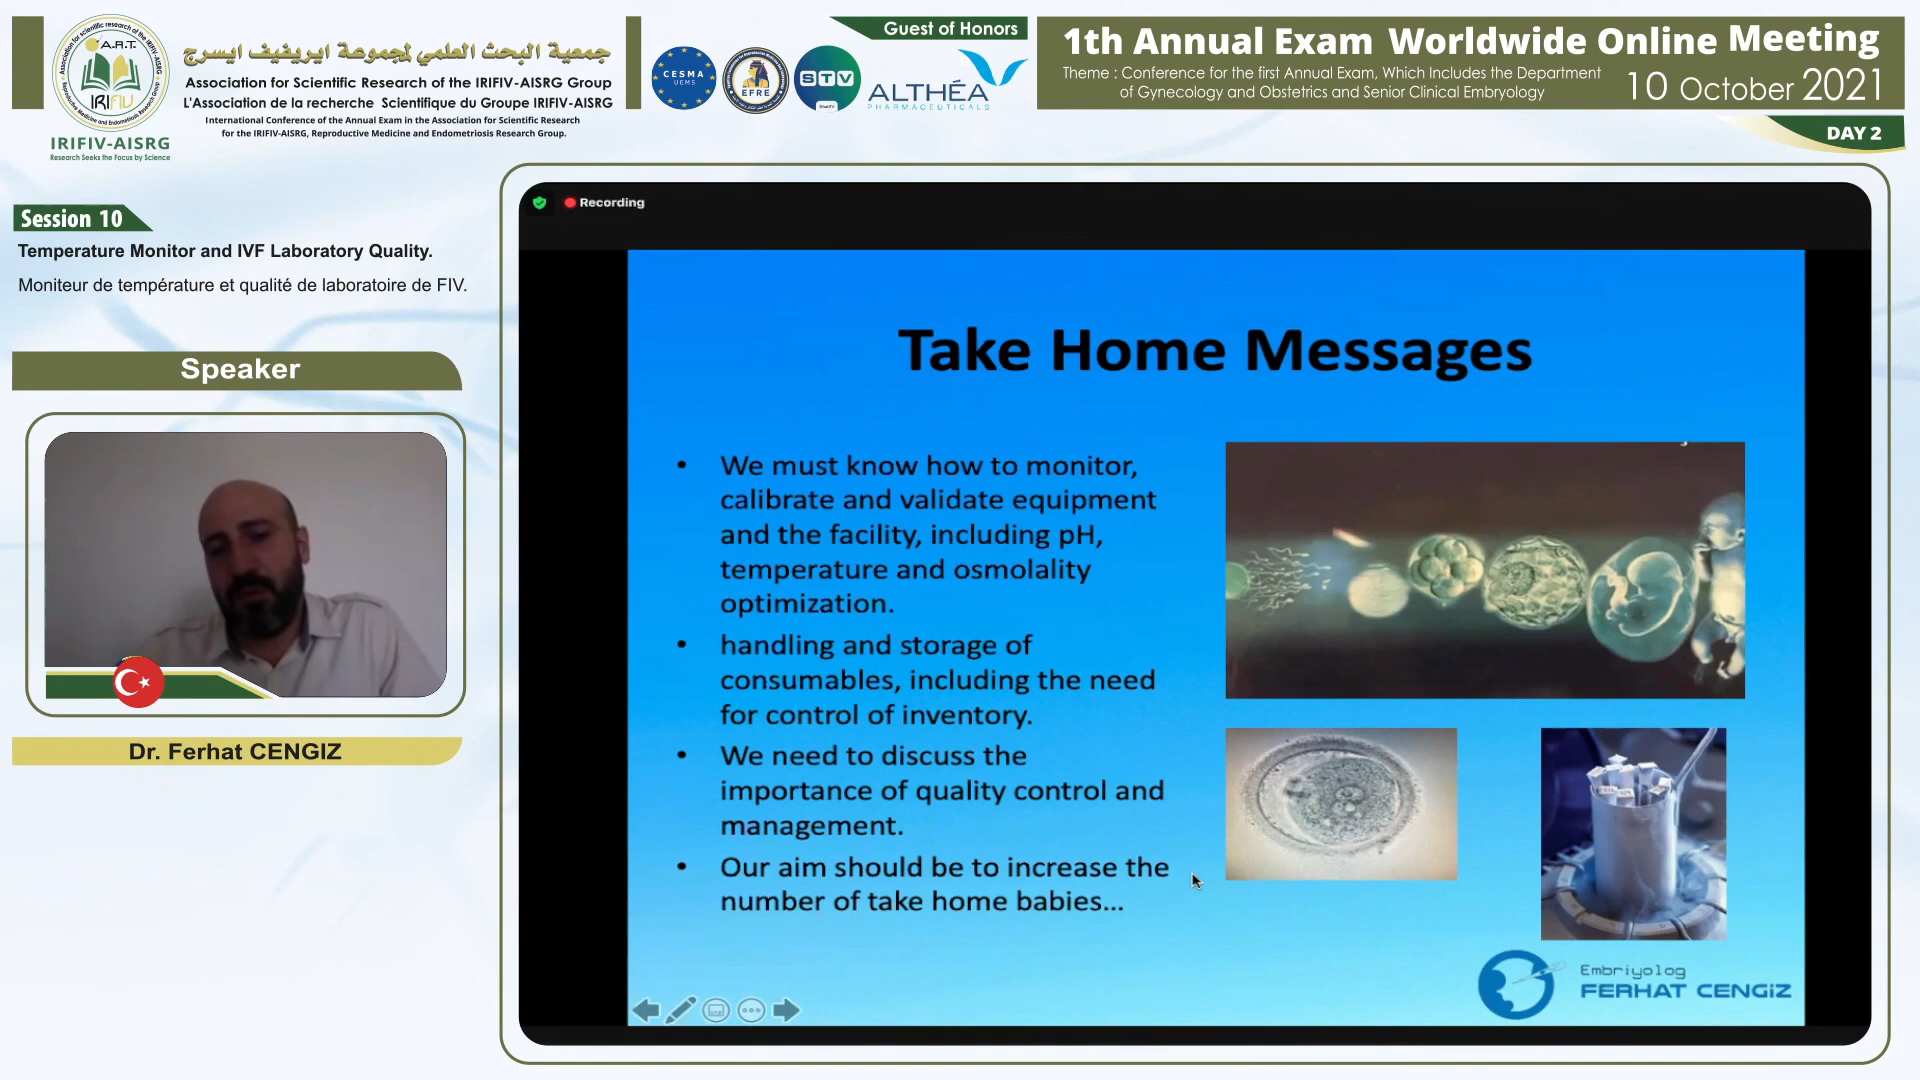 A.R.T.
IRIFIV
IRIFIV-AISRG
Research Seeks the Focus by Science
جمعية البحث العلمي لمجموعة ايريفيف ايسرج
Association for Scientific Research of the IRIFIV-AISRG Group
L'Association de la recherche Scientifique du Groupe IRIFIV-AISRG
International Conference of the Annual Exam in the Association for Scientific Research
for the IRIFIV-AISRG, Reproductive Medicine and Endometriosis Research Group.
Guest of Honors
CESMA
UEMS
EFRE
STV
ALTHÉA
PHARMACEUTICALS
1th Annual Exam Worldwide Online Meeting
Theme : Conference for the first Annual Exam, Which Includes the Department
of Gynecology and Obstetrics and Senior Clinical Embryology
10 October 2021
DAY 2
Session 10
Temperature Monitor and IVF Laboratory Quality.
Moniteur de température et qualité de laboratoire de FIV.
Speaker
Dr. Ferhat CENGIZ
Recording
Take Home Messages
• We must know how to monitor,
calibrate and validate equipment
and the facility, including pH,
temperature and osmolality
optimization.
• handling and storage of
consumables, including the need
for control of inventory.
• We need to discuss the
importance of quality control and
management.
• Our aim should be to increase the
number of take home babies...
Embriyolog
FERHAT CENGiZ